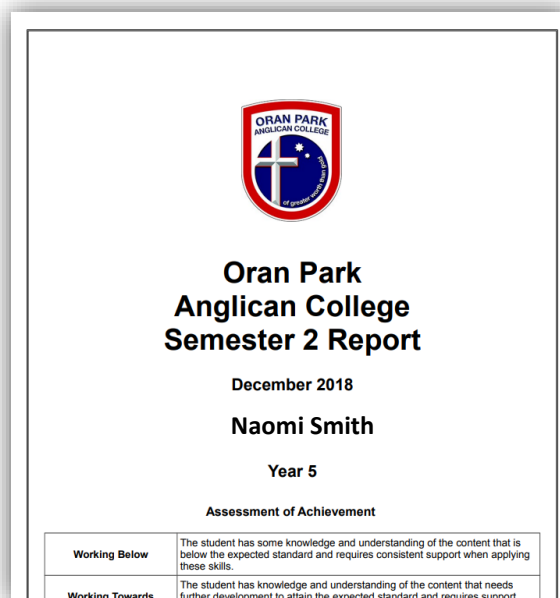 ORAN PARK
ANGLICAN COLLEGE
of greater worth than gold
Oran Park
Anglican College
Semester 2 Report
December 2018
Naomi Smith
Year 5
Assessment of Achievement
Working Below
The student has some knowledge and understanding of the content that is
below the expected standard and requires consistent support when applying
these skills.
Working Towards
The student has knowledge and understanding of the content that needs
further development to attain the expected standard and requires support